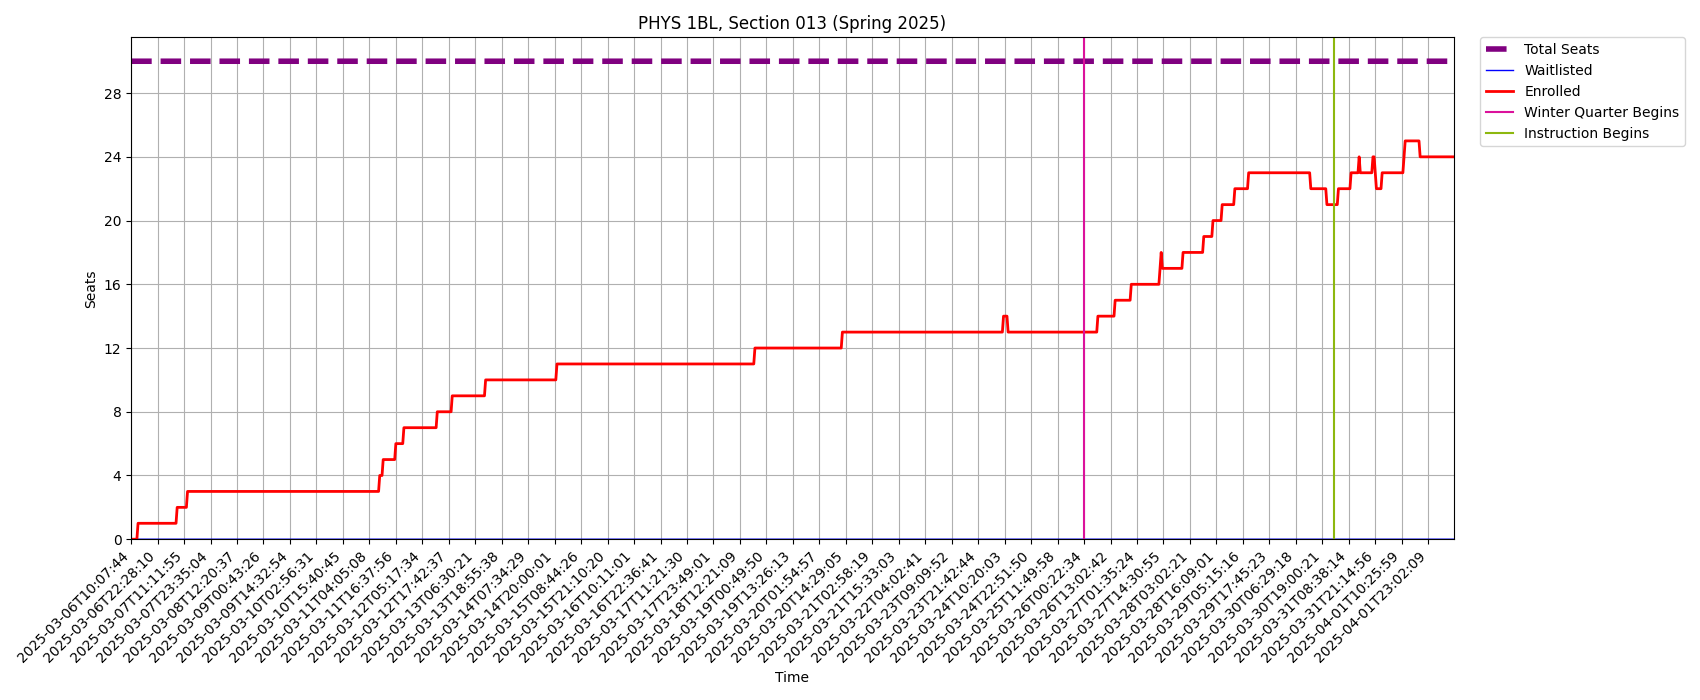 PHYS 1BL, Section 013 (Spring 2025)
Total Seats
Waitlisted
Enrolled
Winter Quarter Begins
Instruction Begins
28
24
20
16
12
8
4
0
Seats
2025-03-06T10:07:44
2025-03-06T22:28:10
2025-03-07T11:11:55
2025-03-07T23:35:04
2025-03-08T12:20:37
2025-03-09T00:43:26
2025-03-09T14:32:54
2025-03-10T02:56:31
2025-03-10T15:40:45
2025-03-11T04:05:08
2025-03-11T16:37:56
2025-03-12T05:17:34
2025-03-12T17:42:37
2025-03-13T06:30:21
2025-03-13T18:55:38
2025-03-14T07:34:29
2025-03-14T20:00:01
2025-03-15T08:44:26
2025-03-15T21:10:20
2025-03-16T10:11:01
2025-03-16T22:36:41
2025-03-17T11:21:30
2025-03-17T23:49:01
2025-03-18T12:21:09
2025-03-19T00:49:50
2025-03-19T13:26:13
2025-03-20T01:54:57
2025-03-20T14:29:05
2025-03-21T02:58:19
2025-03-21T15:33:03
2025-03-22T04:02:41
2025-03-23T09:09:52
2025-03-23T21:42:44
2025-03-24T10:20:03
2025-03-24T22:51:50
2025-03-25T11:49:58
2025-03-26T00:22:34
2025-03-26T13:02:42
2025-03-27T01:35:24
2025-03-27T14:30:55
2025-03-28T03:02:21
2025-03-28T16:09:01
2025-03-29T05:15:16
2025-03-29T17:45:23
2025-03-30T06:29:18
2025-03-30T19:00:21
2025-03-31T08:38:14
2025-03-31T21:14:56
2025-04-01T10:25:59
2025-04-01T23:02:09
Time